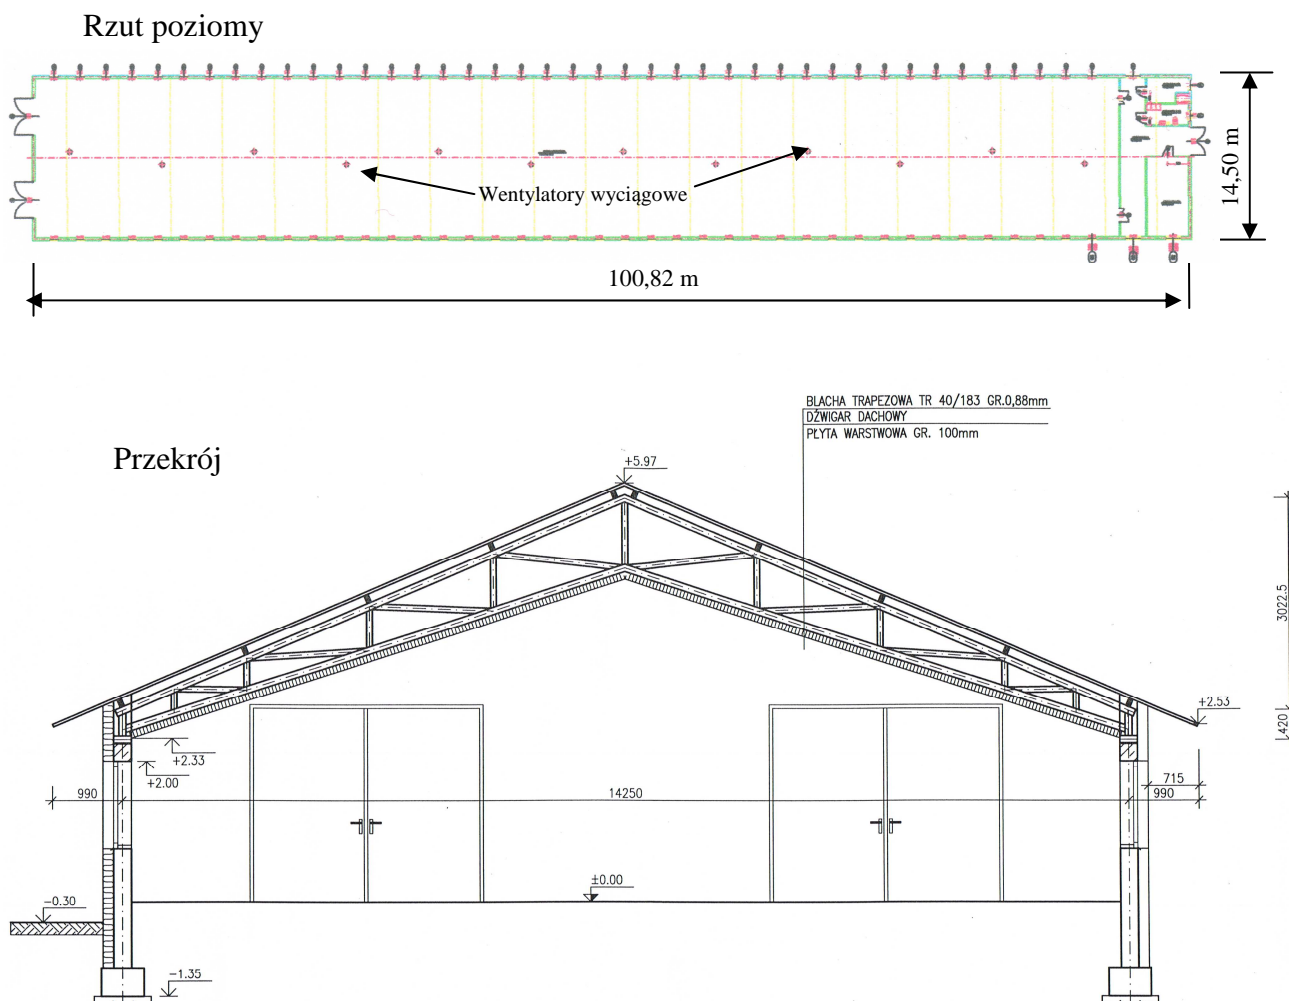 Rzut poziomy
Wentylatory wyciągowe
14,50 m
100,82 m
BLACHA TRAPEZOWA TR 40/183 GR.0,88mm
DŹWIGAR DACHOWY
PŁYTA WARSTWOWA GR. 100mm
Przekrój
+5.97
3022.5
+2.53
420
+2.33
+2.00
715
990
14250
990
±0.00
-0.30
-1.35